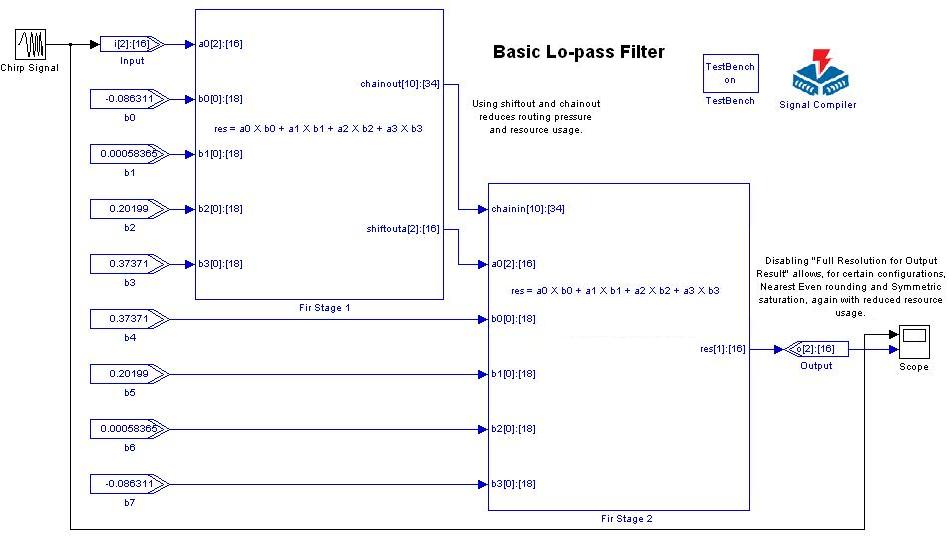 Basic Lo-pass Filter
Chirp Signal
i[2]:[16]
Input
-0.086311
b0
0.00058365
b1
0.20199
b2
0.37371
b3
0.37371
b4
0.20199
b5
0.00058365
b6
-0.086311
b7
a0[2]:[16]
b0[0]:[18]
b1[0]:[18]
b2[0]:[18]
b3[0]:[18]
res = a0 X b0 + a1 X b1 + a2 X b2 + a3 X b3
chainout[10]:[34]
shiftouta[2]:[16]
Fir Stage 1
Using shiftout and chainout
reduces routing pressure
and resource usage.
TestBench
on
TestBench
Signal Compiler
chainin[10]:[34]
a0[2]:[16]
res = a0 X b0 + a1 X b1 + a2 X b2 + a3 X b3
b0[0]:[18]
b1[0]:[18]
b2[0]:[18]
b3[0]:[18]
res[1]:[16]
Fir Stage 2
Disabling "Full Resolution for Output
Result" allows, for certain configurations,
Nearest Even rounding and Symmetric
saturation, again with reduced resource
usage.
o[2]:[16]
Output
Scope